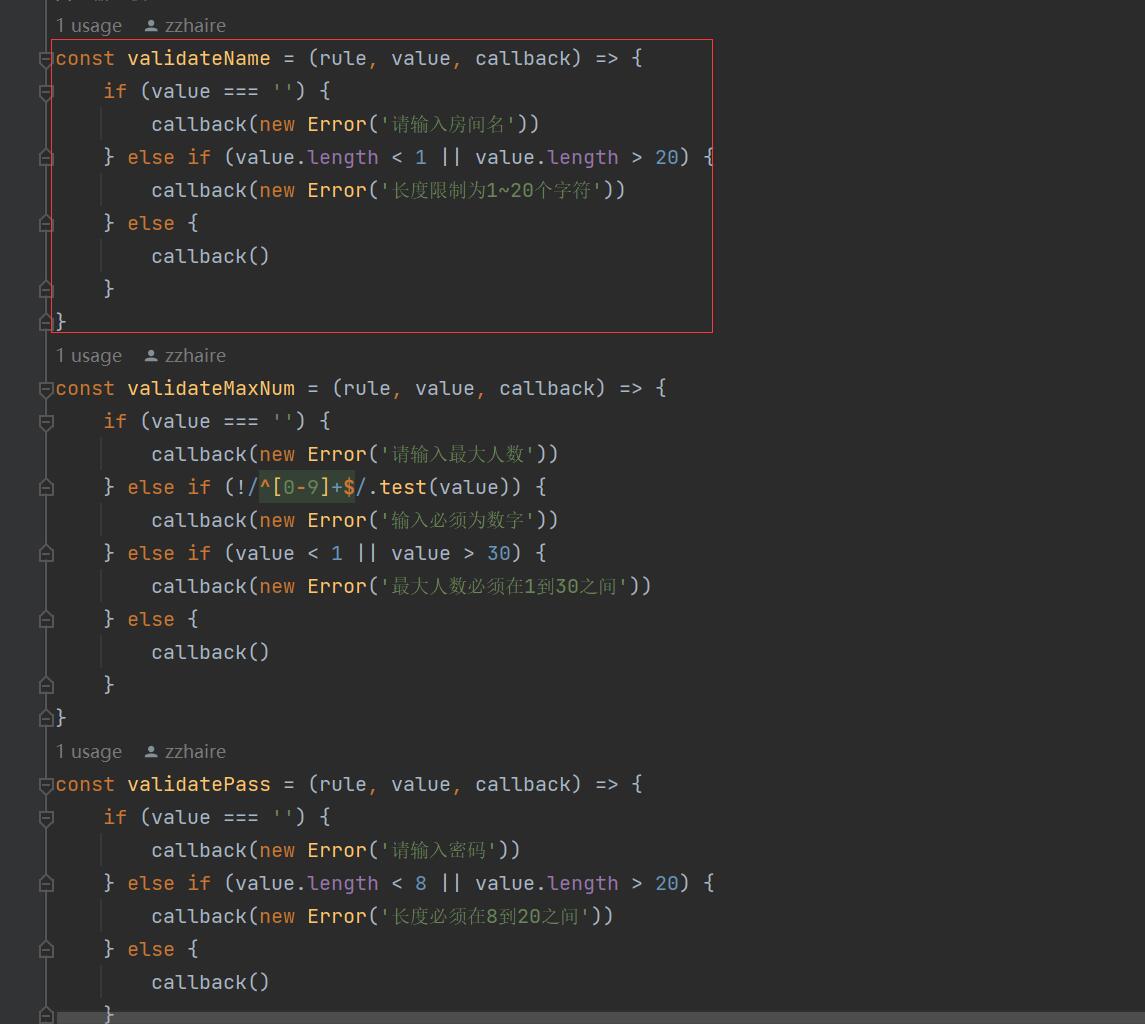 1 usage zzhaire
const validateName = (rule, value, callback) => {
if (value === '') {
callback(new Error('请输入房间名'))
} else if (value.length < 1 || value.length > 20) {
callback(new Error('长度限制为1~20个字符'))
} else {
callback()
}
}
1 usage zzhaire
const validateMaxNum = (rule, value, callback) => {
if (value === '') {
callback(new Error('请输入最大人数'))
} else if (!/^[0-9]+$/.test(value)) {
callback(new Error('输入必须为数字'))
} else if (value < 1 || value > 30) {
callback(new Error('最大人数必须在1到30之间'))
} else {
callback()
}
}
1 usage zzhaire
const validatePass = (rule, value, callback) => {
if (value === '') {
callback(new Error('请输入密码'))
} else if (value.length < 8 || value.length > 20) {
callback(new Error('长度必须在8到20之间'))
} else {
callback()
}